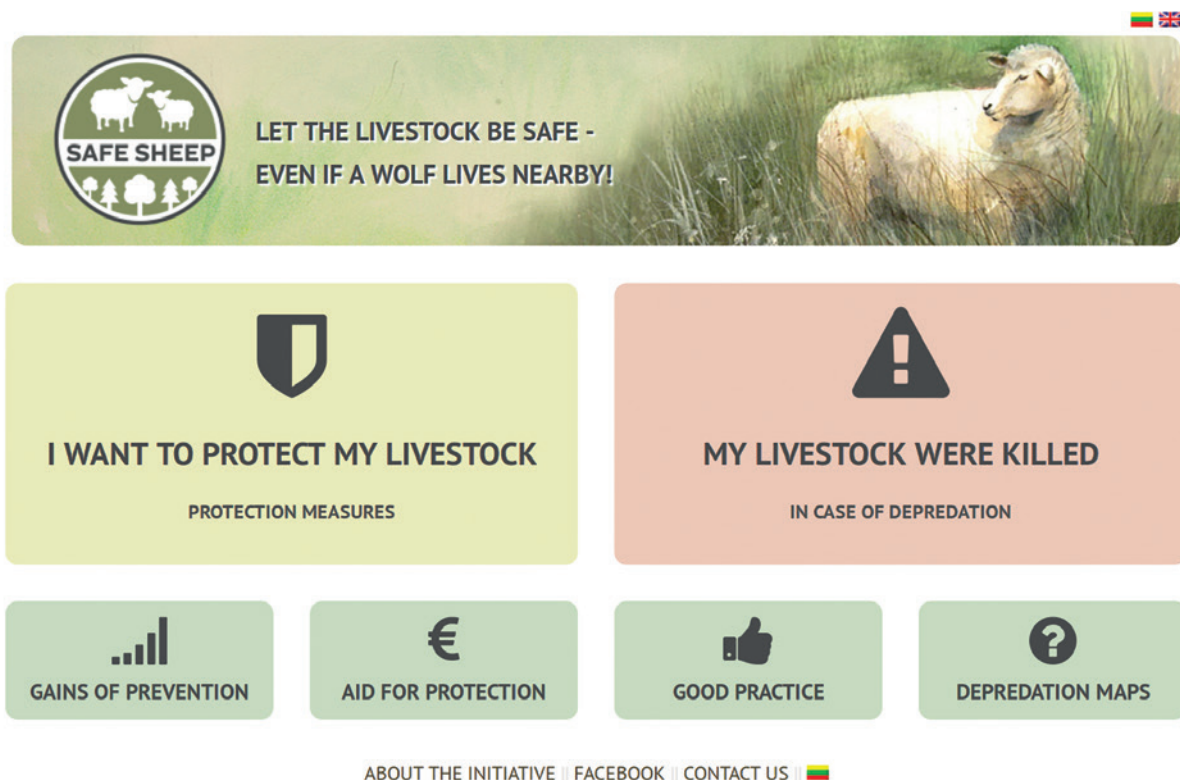 SAFE SHEEP
LET THE LIVESTOCK BE SAFE -
EVEN IF A WOLF LIVES NEARBY!
I WANT TO PROTECT MY LIVESTOCK
PROTECTION MEASURES
MY LIVESTOCK WERE KILLED
IN CASE OF DEPREDATION
GAINS OF PREVENTION
€
AID FOR PROTECTION
GOOD PRACTICE
?
DEPREDATION MAPS
ABOUT THE INITIATIVE || FACEBOOK || CONTACT US ||